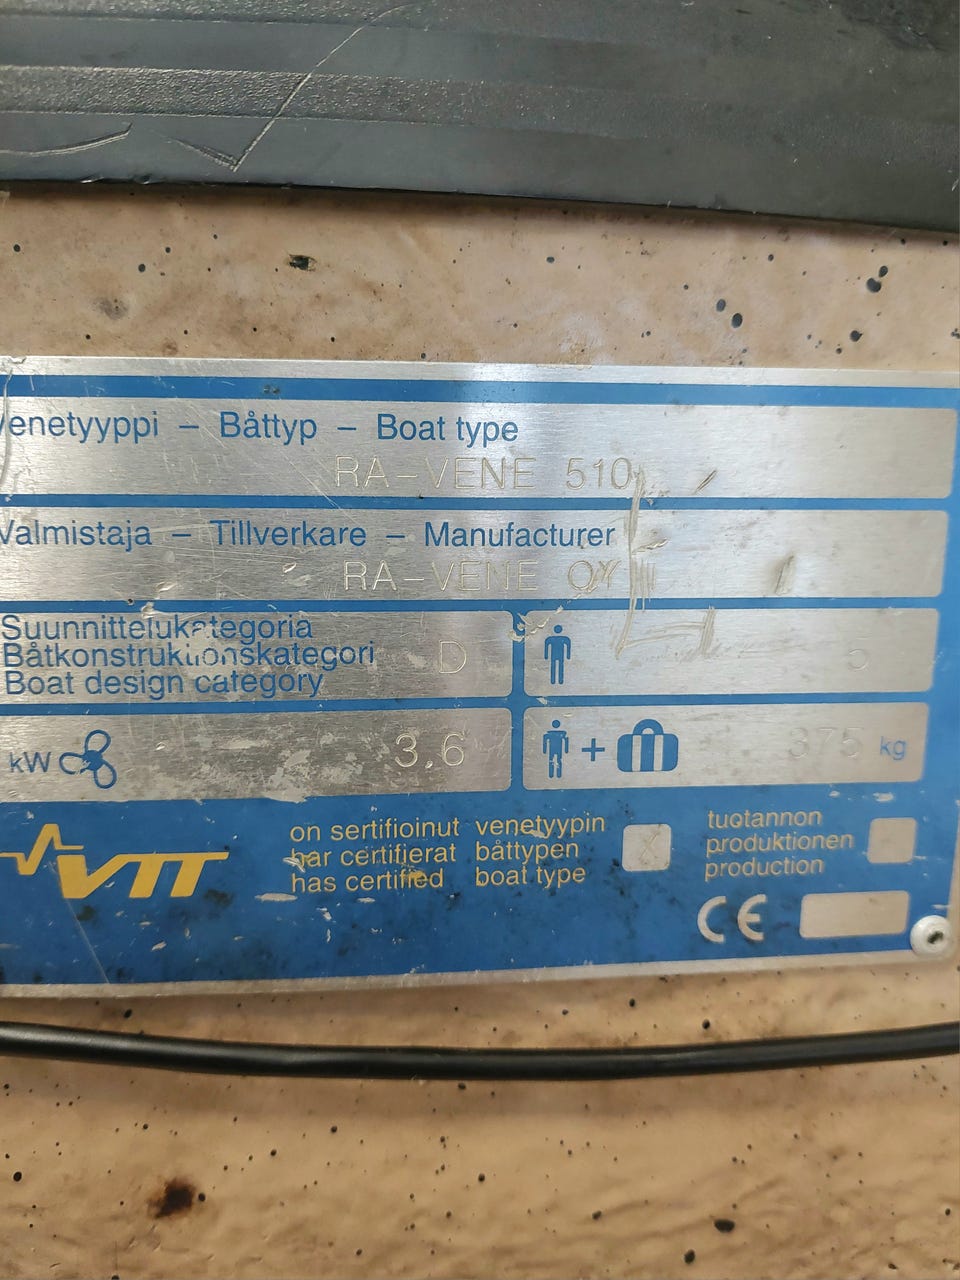 Venetyyppi – Båttyp – Boat type
RA-VENE 510
Valmistaja – Tillverkare – Manufacturer
RA-VENE OY
Suunnittelukategoria
Båtkonstruktionskategori
Boat design category
D
5
kW
3,6
+
375 kg
VTT
on sertifioinut venetyypin
har certifierat båttypen
has certified boat type
X
tuotannon
produktionen
production
CE